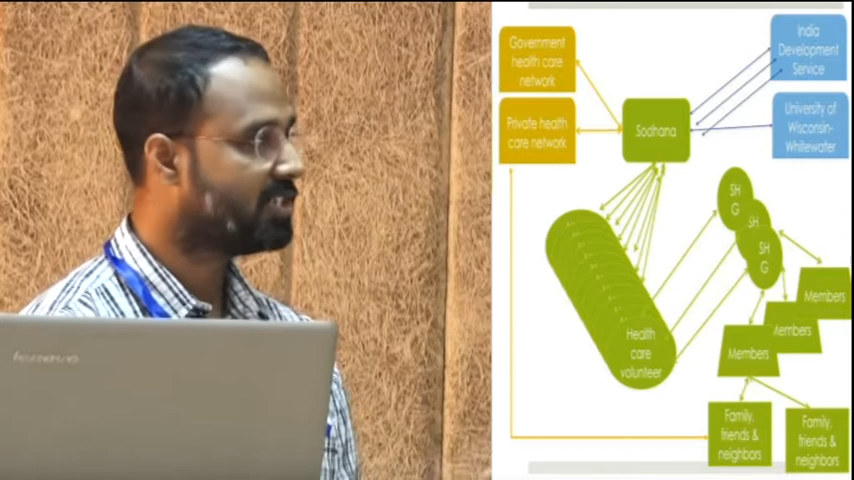 Government
health care
network
India
Development
Service
Private health
care network
Sodhana
University of
Wisconsin-
Whitewater
SH
G
SH
SH
G
Members
Members
Members
Health
care
volunteer
Family,
friends &
neighbors
Family,
friends &
neighbors
lenovo